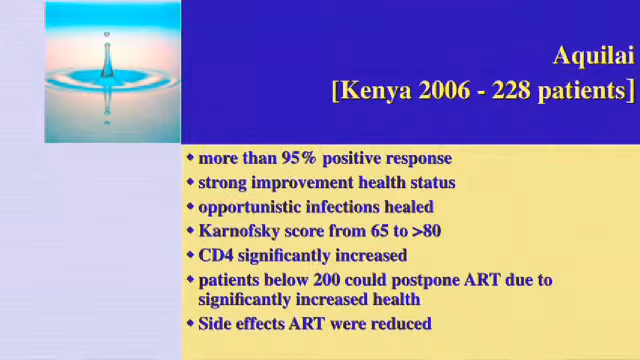 Aquilai
[Kenya 2006 - 228 patients]
◆ more than 95% positive response
◆ strong improvement health status
◆ opportunistic infections healed
◆ Karnofsky score from 65 to >80
◆ CD4 significantly increased
◆ patients below 200 could postpone ART due to
significantly increased health
◆ Side effects ART were reduced